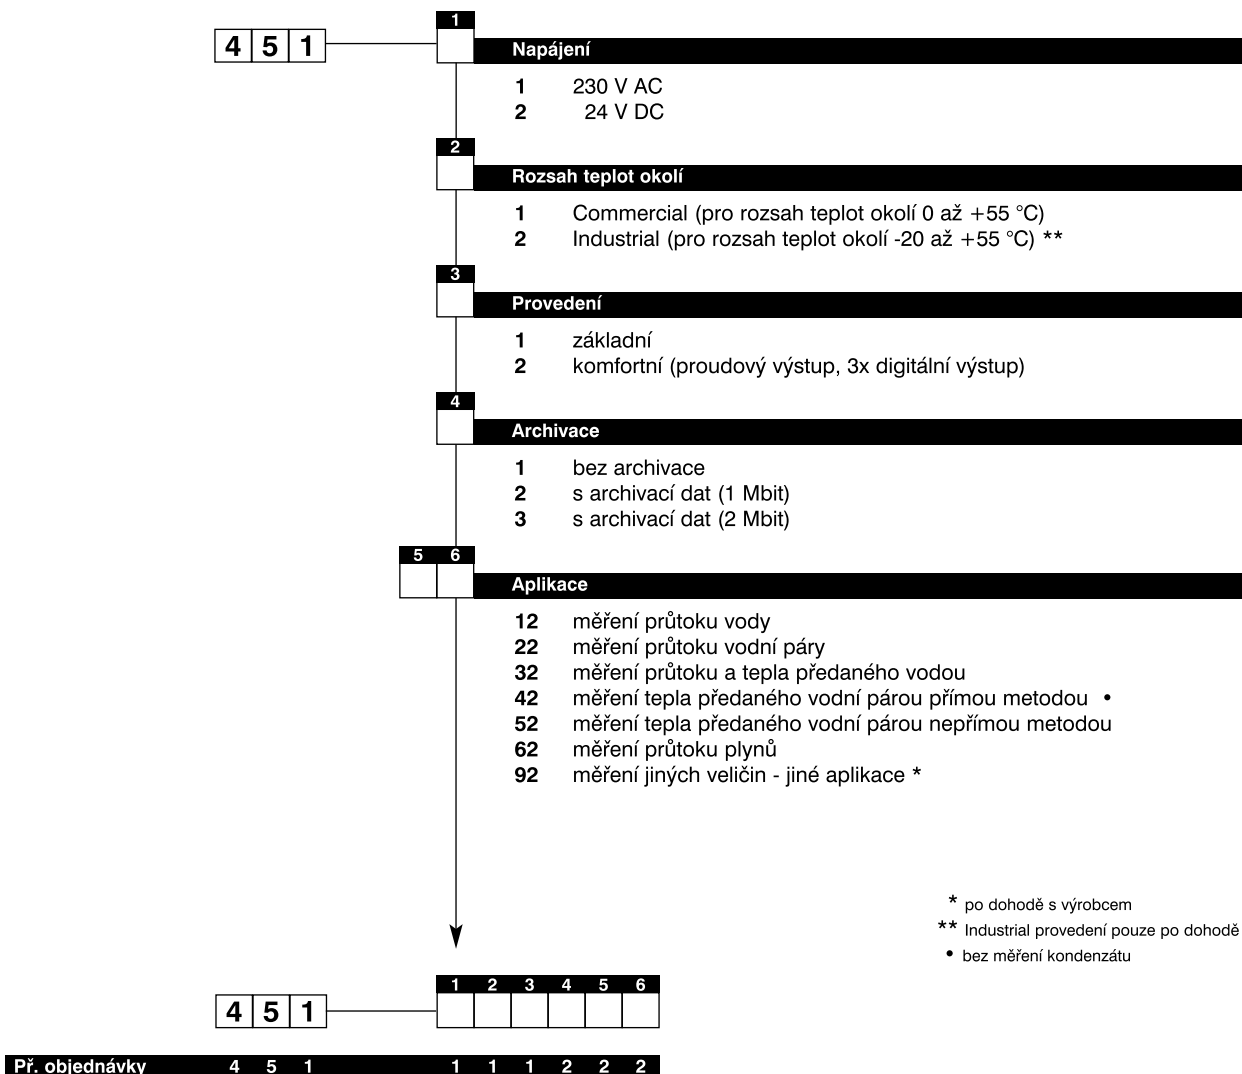 1
4 5 1
Napájení
1 230 V AC
2 24 V DC
2
Rozsah teplot okolí
1 Commercial (pro rozsah teplot okolí 0 až +55 °C)
2 Industrial (pro rozsah teplot okolí -20 až +55 °C) **
3
Provedení
1 základní
2 komfortní (proudový výstup, 3x digitální výstup)
4
Archivace
1 bez archivace
2 s archivací dat (1 Mbit)
3 s archivací dat (2 Mbit)
5 6
Aplikace
12 měření průtoku vody
22 měření průtoku vodní páry
32 měření průtoku a tepla předaného vodou
42 měření tepla předaného vodní párou přímou metodou •
52 měření tepla předaného vodní párou nepřímou metodou
62 měření průtoku plynů
92 měření jiných veličin - jiné aplikace *
* po dohodě s výrobcem
** Industrial provedení pouze po dohodě
• bez měření kondenzátu
1 2 3 4 5 6
4 5 1
Př. objednávky 4 5 1 1 1 1 2 2 2